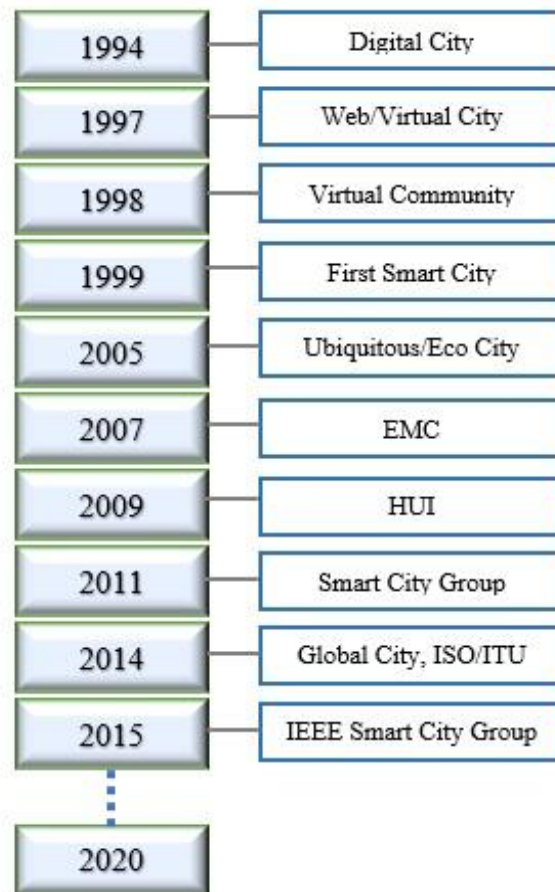 1994 Digital City
1997 Web/Virtual City
1998 Virtual Community
1999 First Smart City
2005 Ubiquitous/Eco City
2007 EMC
2009 HUI
2011 Smart City Group
2014 Global City, ISO/ITU
2015 IEEE Smart City Group
2020